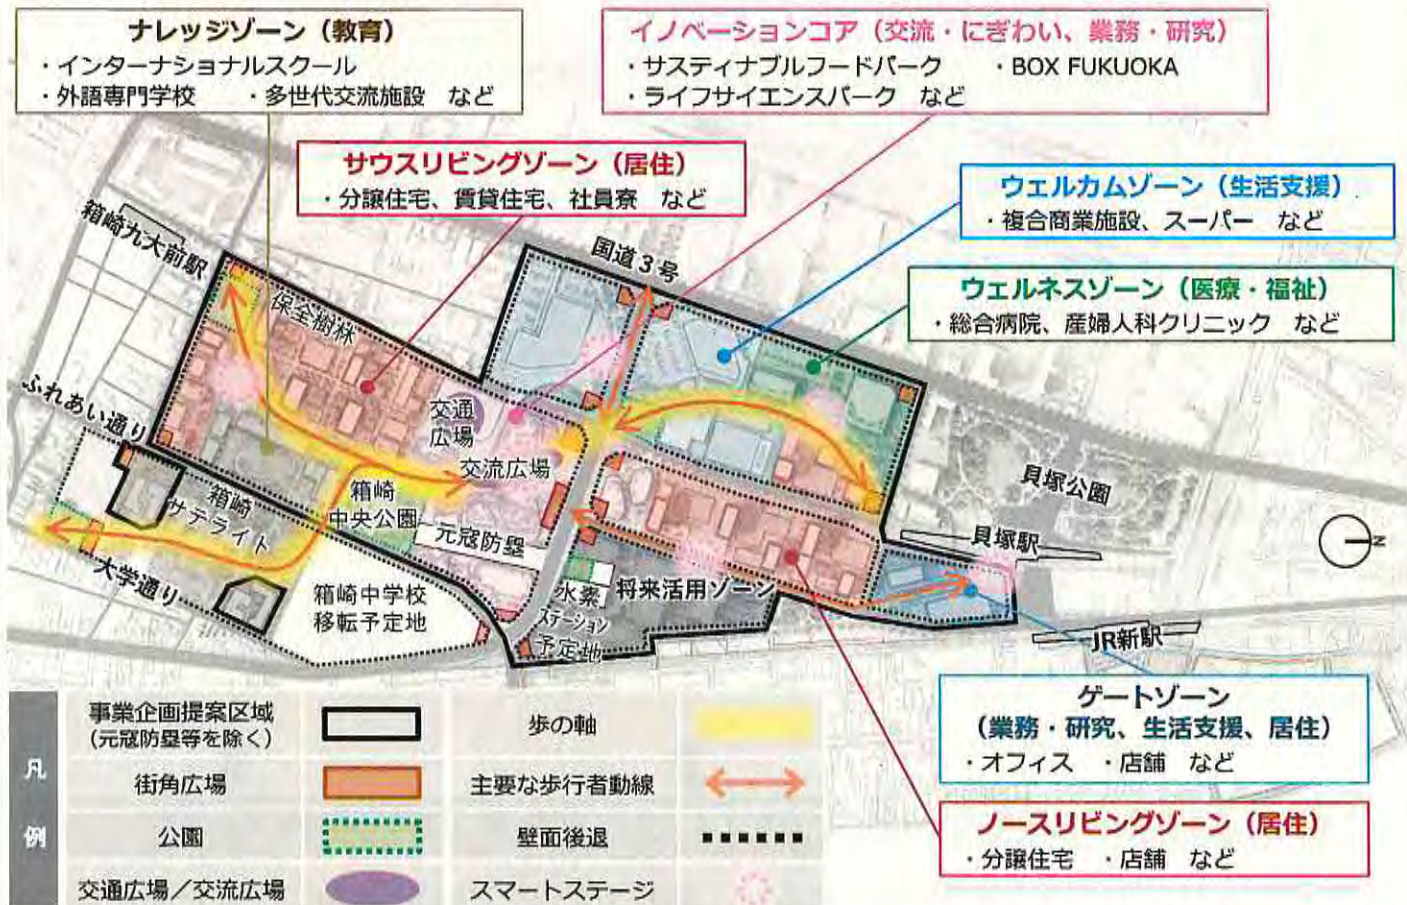 ナレッジゾーン（教育）
・インターナショナルスクール
・外語専門学校　・多世代交流施設　など
イノベーションコア（交流・にぎわい、業務・研究）
・サスティナブルフードパーク　・BOX FUKUOKA
・ライフサイエンスパーク　など
サウスリビングゾーン（居住）
・分譲住宅、賃貸住宅、社員寮　など
ウェルカムゾーン（生活支援）
・複合商業施設、スーパー　など
ウェルネスゾーン（医療・福祉）
・総合病院、産婦人科クリニック　など
箱崎九大前駅
国道３号
保全樹林
ふれあい通り
交通
広場
交流広場
貝塚公園
箱崎
サテライト
箱崎
中央公園
元寇防塁
貝塚駅
N
大学通り
箱崎中学校
移転予定地
水素
ステーション
予定地
将来活用ゾーン
JR新駅
ゲートゾーン
（業務・研究、生活支援、居住）
・オフィス　・店舗　など
ノースリビングゾーン（居住）
・分譲住宅　・店舗　など
凡例
事業企画提案区域
(元寇防塁等を除く)
歩の軸
街角広場
主要な歩行者動線
公園
壁面後退
交通広場／交流広場
スマートステージ